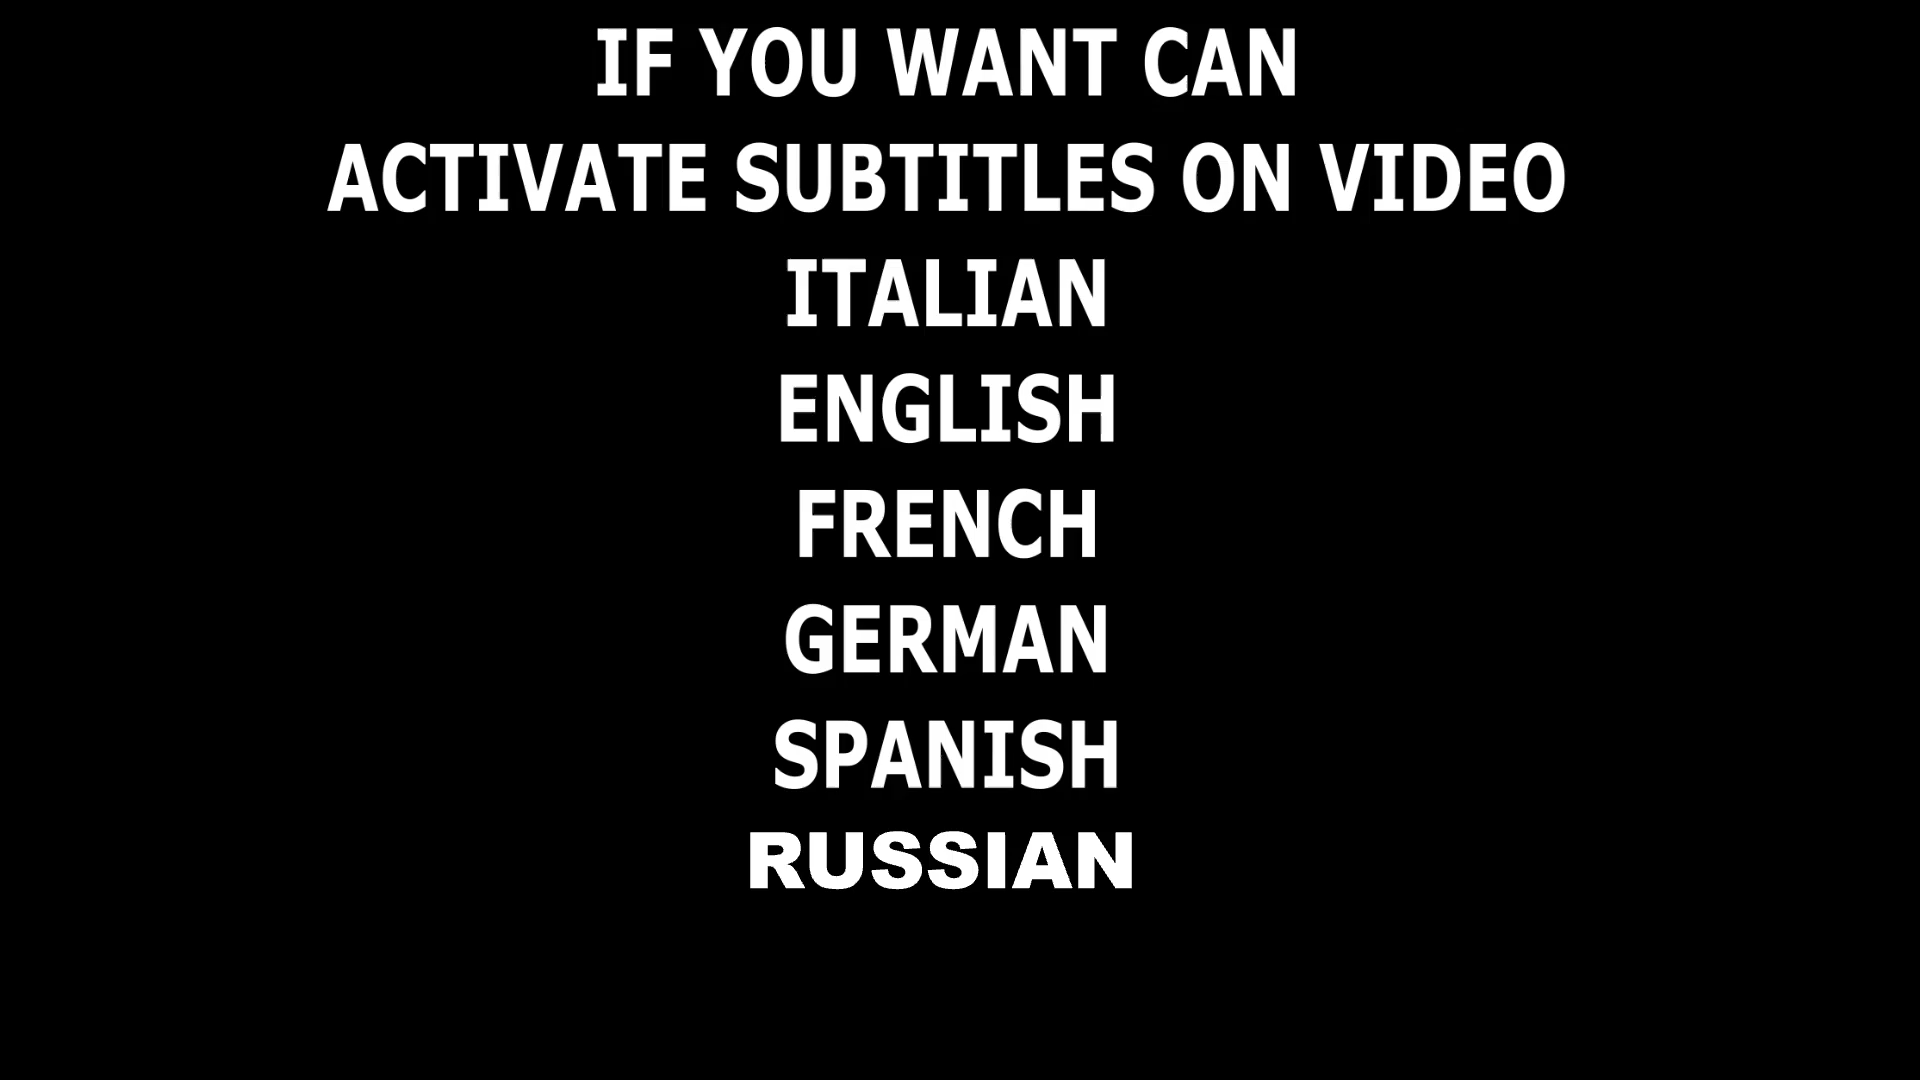 IF YOU WANT CAN
ACTIVATE SUBTITLES ON VIDEO
ITALIAN
ENGLISH
FRENCH
GERMAN
SPANISH
RUSSIAN